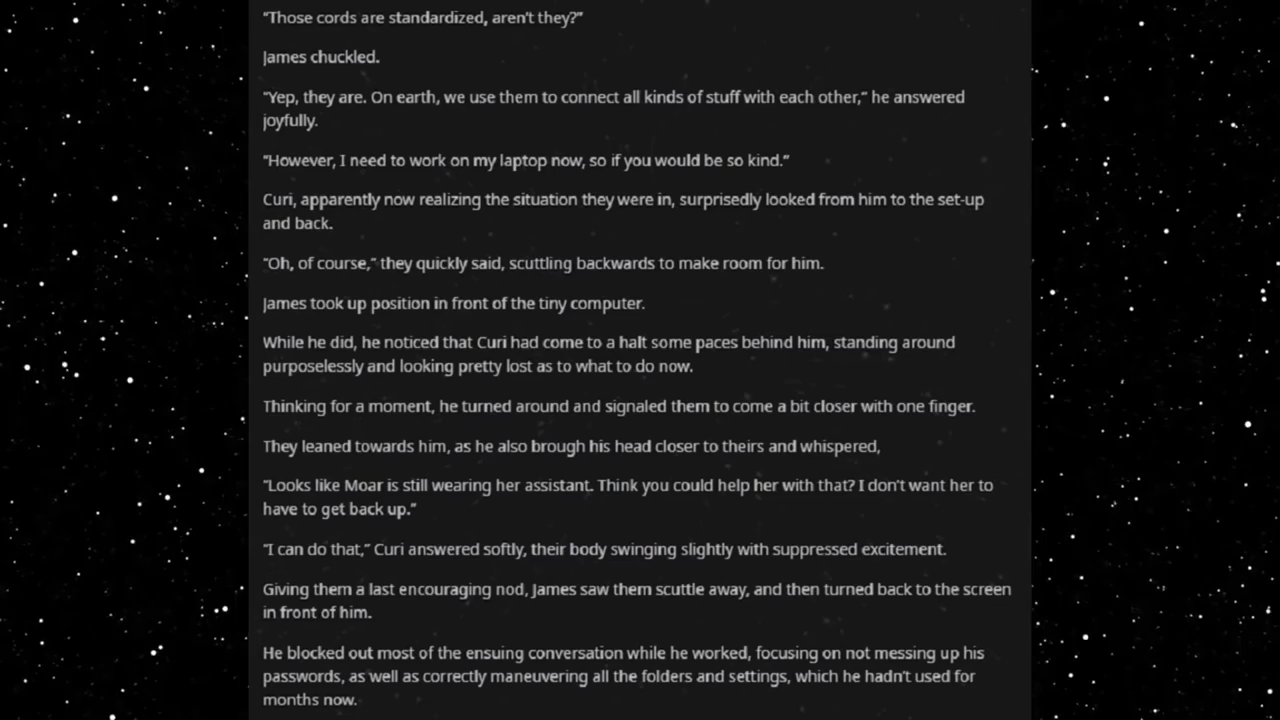 "Those cords are standardized, aren't they?"
James chuckled.
"Yep, they are. On earth, we use them to connect all kinds of stuff with each other," he answered
joyfully.
"However, I need to work on my laptop now, so if you would be so kind."
Curi, apparently now realizing the situation they were in, surprisedly looked from him to the set-up
and back.
"Oh, of course," they quickly said, scuttling backwards to make room for him.
James took up position in front of the tiny computer.
While he did, he noticed that Curi had come to a halt some paces behind him, standing around
purposelessly and looking pretty lost as to what to do now.
Thinking for a moment, he turned around and signaled them to come a bit closer with one finger.
They leaned towards him, as he also brough his head closer to theirs and whispered,
"Looks like Moar is still wearing her assistant. Think you could help her with that? I don't want her to
have to get back up."
"I can do that," Curi answered softly, their body swinging slightly with suppressed excitement.
Giving them a last encouraging nod, James saw them scuttle away, and then turned back to the screen
in front of him.
He blocked out most of the ensuing conversation while he worked, focusing on not messing up his
passwords, as well as correctly maneuvering all the folders and settings, which he hadn't used for
months now.